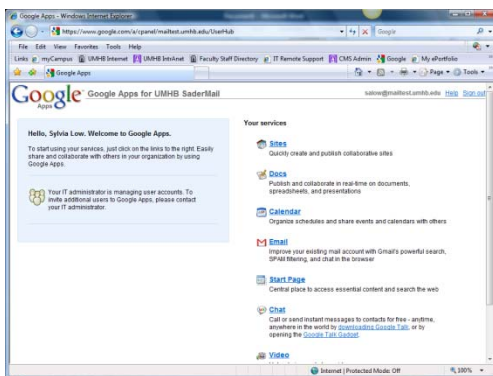 Google Apps - Windows Internet Explorer
https://www.google.com/a/cpanel/mailtest.umhb.edu/UserHub
Google
File Edit View Favorites Tools Help
Links myCampus UMHB Internet UMHB IntrAnet Faculty Staff Directory IT Remote Support CMS Admin Google My ePortfolio
Google Apps
Page Tools
Google Apps
Google Apps for UMHB SaderMail
salow@mailtest.umhb.edu Help Sign out
Hello, Sylvia Low. Welcome to Google Apps.
To start using your services, just click on the links to the right. Easily
share and collaborate with others in your organization by using
Google Apps.
Your IT administrator is managing user accounts. To
invite additional users to Google Apps, please contact
your IT administrator.
Your services
Sites
Quickly create and publish collaborative sites
Docs
Publish and collaborate in real-time on documents,
spreadsheets, and presentations
Calendar
Organize schedules and share events and calendars with others
Email
Improve your existing mail account with Gmail's powerful search,
SPAM filtering, and chat in the browser
Start Page
Central place to access essential content and search the web
Chat
Call or send instant messages to contacts for free - anytime,
anywhere in the world by downloading Google Talk, or by
opening the Google Talk Gadget.
Video
Internet | Protected Mode: Off
100%